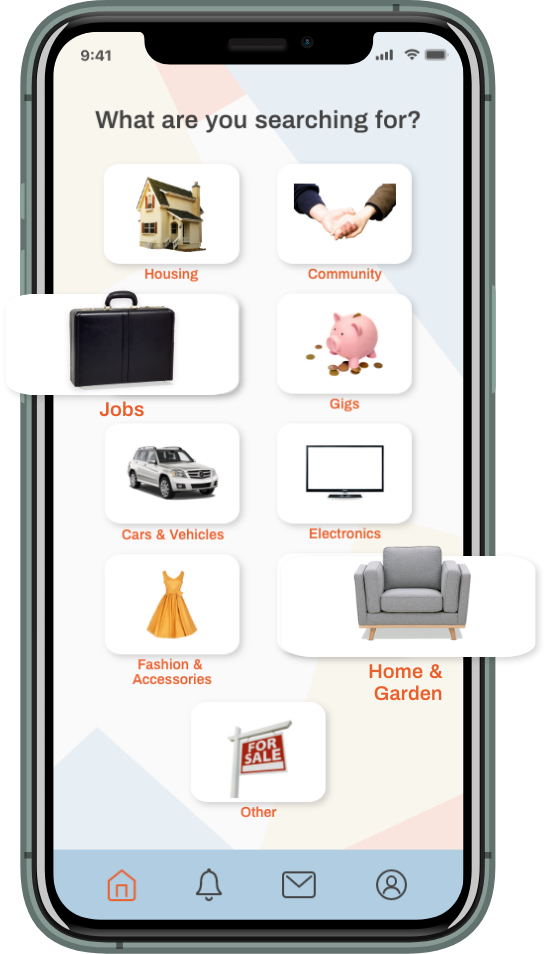 9:41
What are you searching for?
Housing
Community
Jobs
Gigs
Cars & Vehicles
Electronics
Fashion &
Accessories
Home &
Garden
FOR
SALE
Other